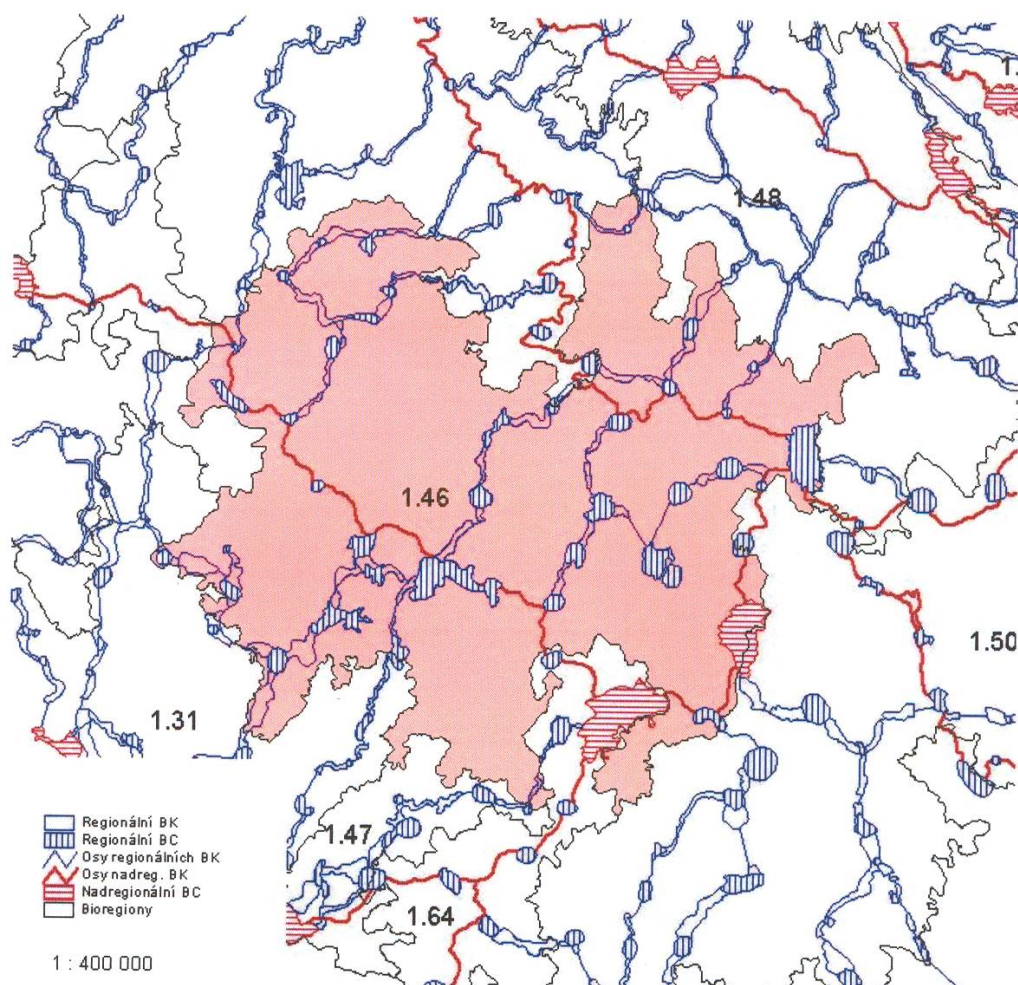 1.
1.48
1.46
1.50
1.31
1.47
1.64
Regionální BK
Regionální BC
Osy regionálních BK
Osy nadreg. BK
Nadregionální BC
Bioregiony
1 : 400 000